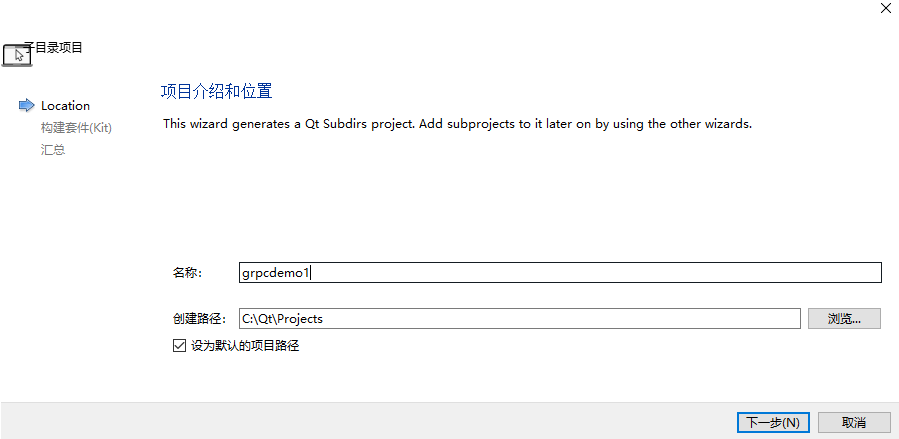 子目录项目
项目介绍和位置
Location
构建套件(Kit)
汇总
This wizard generates a Qt Subdirs project. Add subprojects to it later on by using the other wizards.
名称：
grpcdemo1
创建路径：
C:\Qt\Projects
浏览...
设为默认的项目路径
下一步(N)
取消